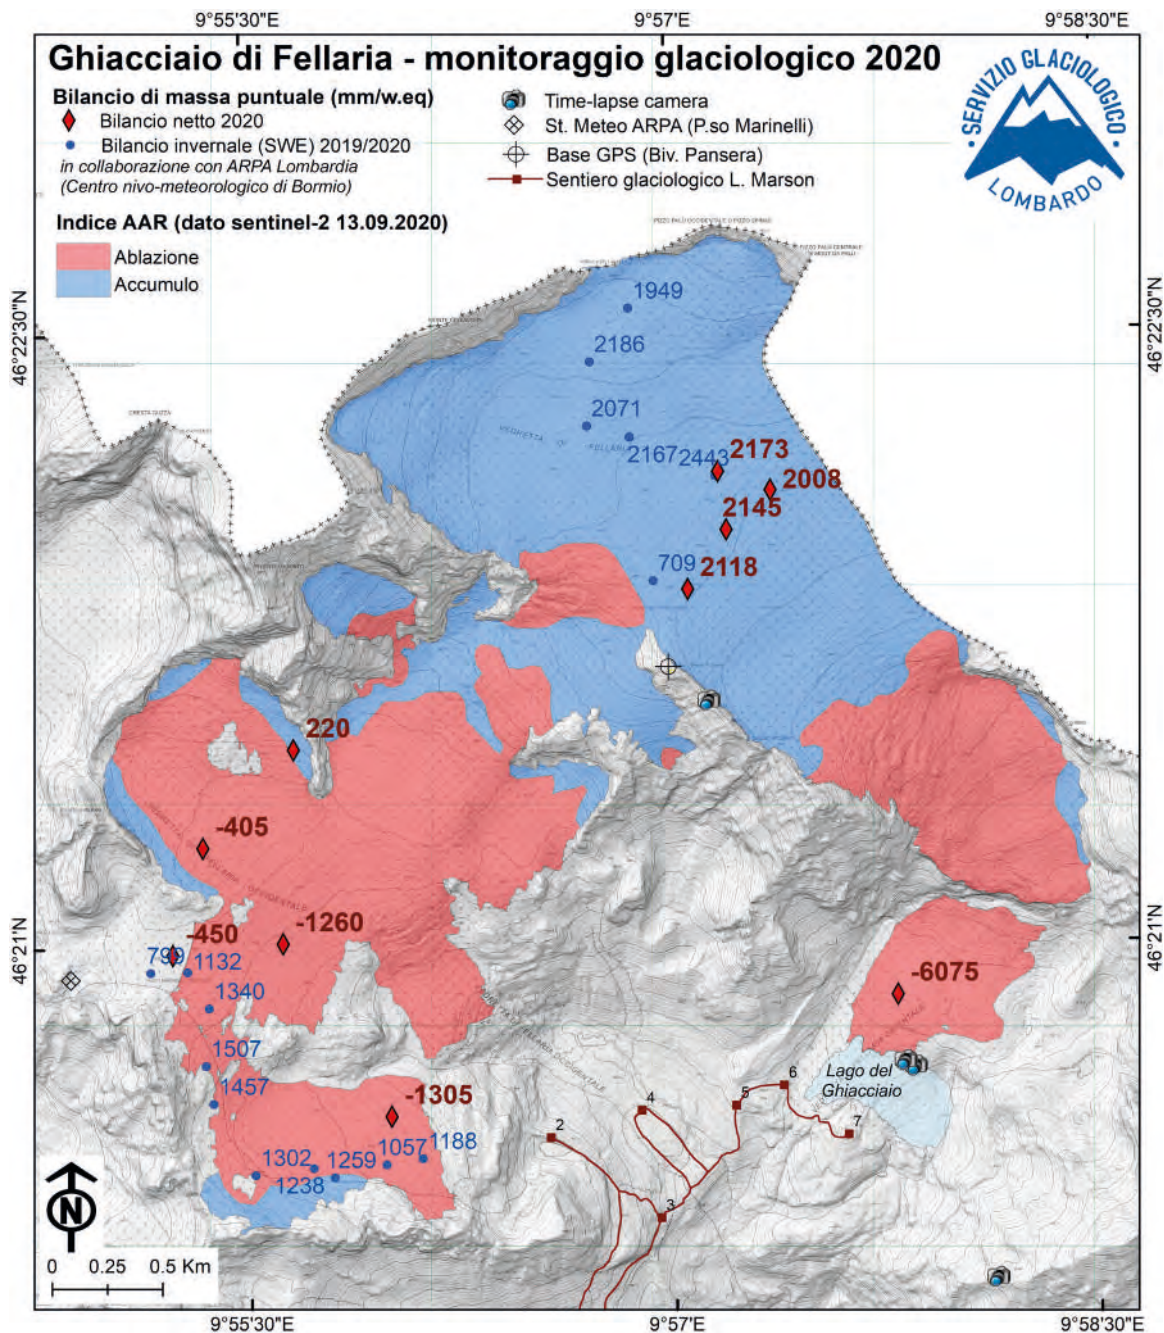 9°55'30"E
9°57'E
9°58'30"E
Ghiacciaio di Fellaria - monitoraggio glaciologico 2020
Bilancio di massa puntuale (mm/w.eq)
Bilancio netto 2020
Bilancio invernale (SWE) 2019/2020
in collaborazione con ARPA Lombardia
(Centro nivo-meteorologico di Bormio)
Time-lapse camera
St. Meteo ARPA (P.so Marinelli)
Base GPS (Biv. Pansera)
Sentiero glaciologico L. Marson
• SERVIZIO GLACIOLOGICO •
LOMBARDO
Indice AAR (dato sentinel-2 13.09.2020)
Ablazione
Accumulo
46°22'30"N
46°22'30"N
1949
2186
2071
VEDRETTA DI FELLARIA
2167
2443
2173
2008
2145
709
2118
CRESTA GUZZA
220
-405
-450
-1260
799
1132
1340
1507
1457
-6075
46°21'N
46°21'N
Lago del
Ghiacciaio
-1305
1302
1238
1259
1057
1188
2
3
4
5
6
7
N
0 0.25 0.5 Km
9°55'30"E
9°57'E
9°58'30"E